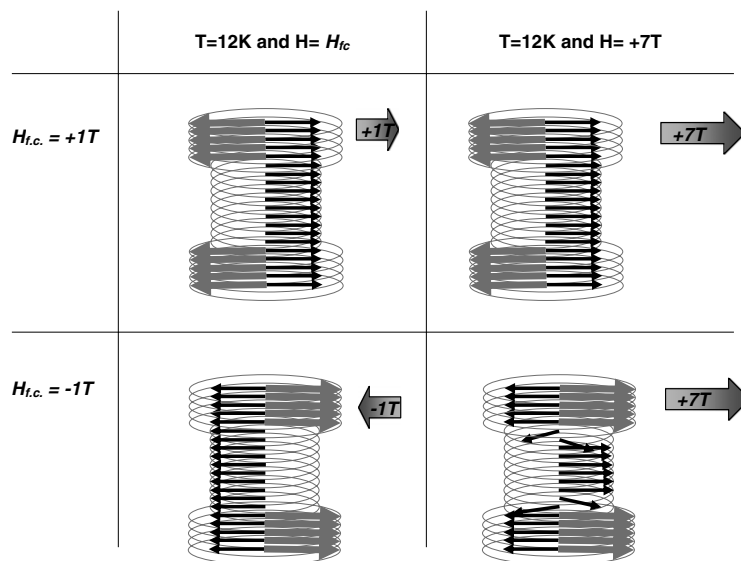 T=12K and H= Hfc
T=12K and H= +7T
Hf.c. = +1T
+1T
+7T
Hf.c. = -1T
-1T
+7T